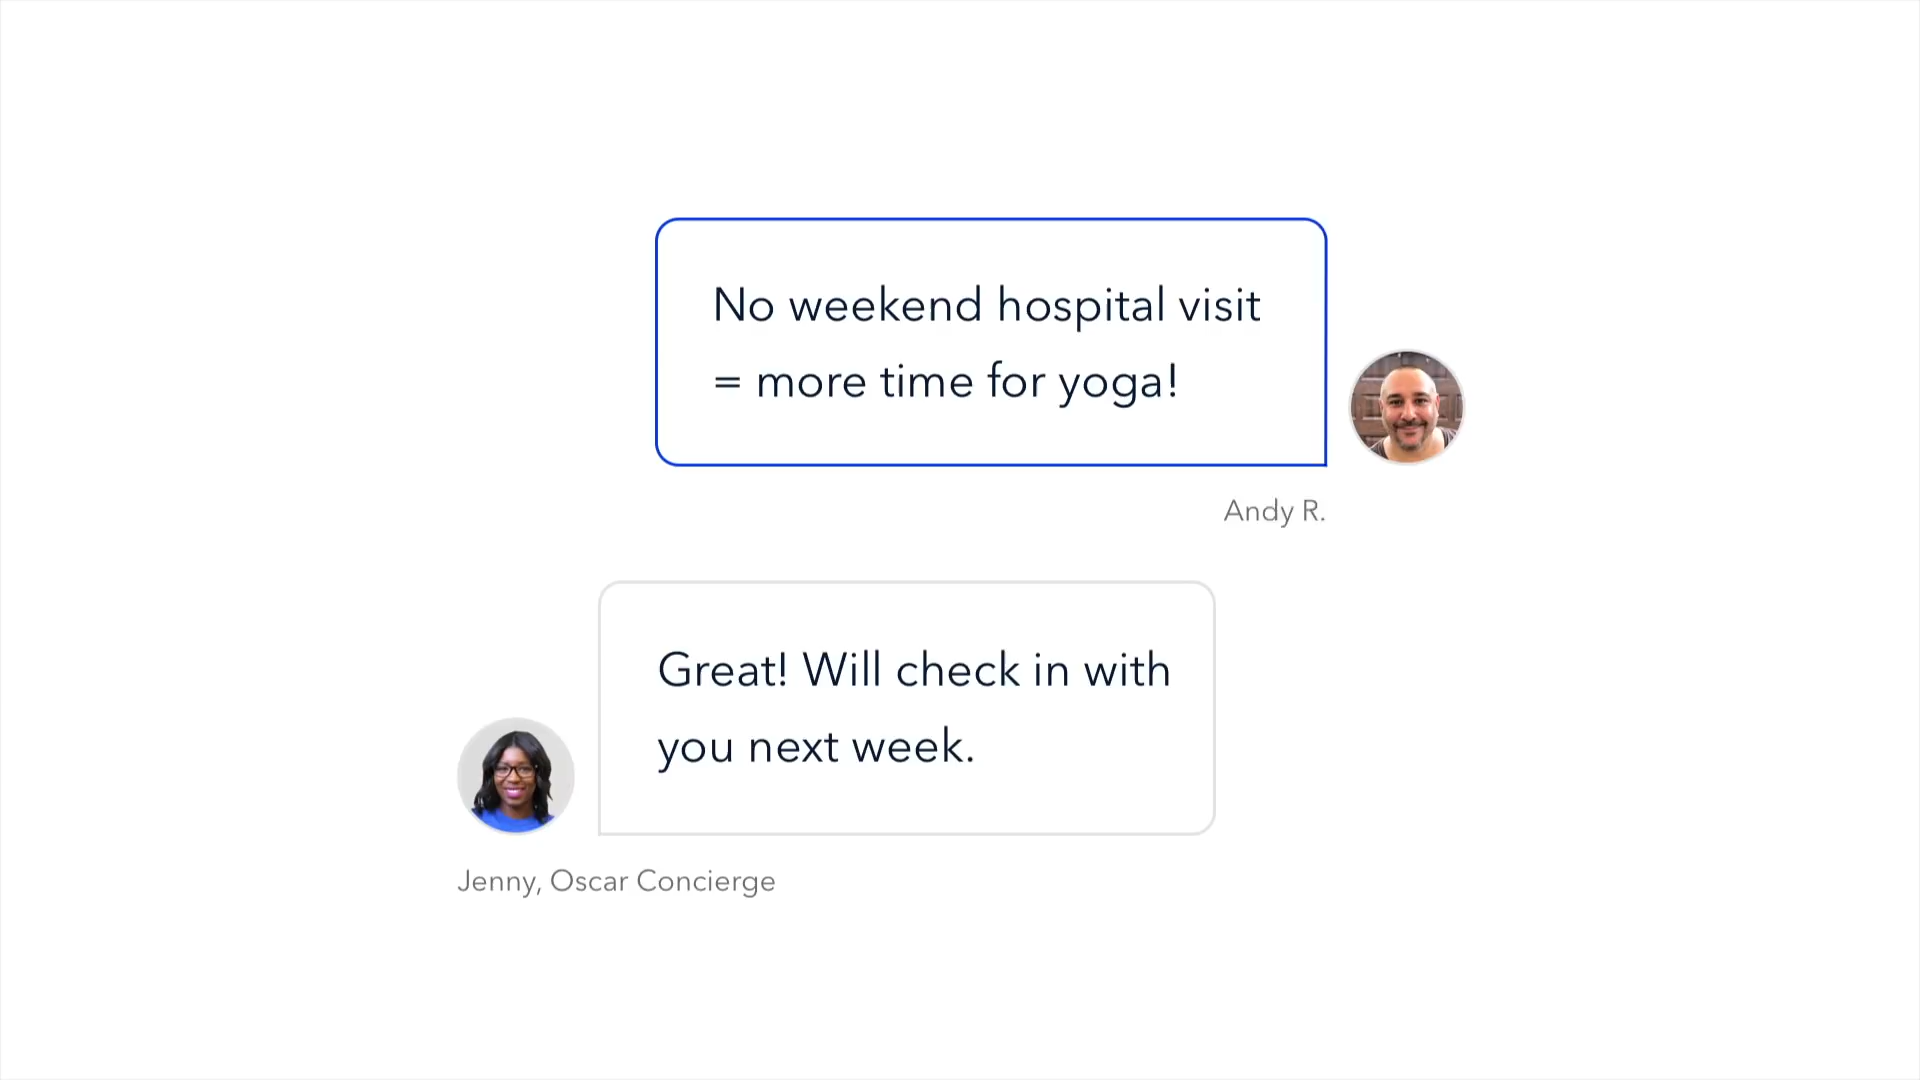 No weekend hospital visit
= more time for yoga!
Andy R.
Great! Will check in with
you next week.
Jenny, Oscar Concierge